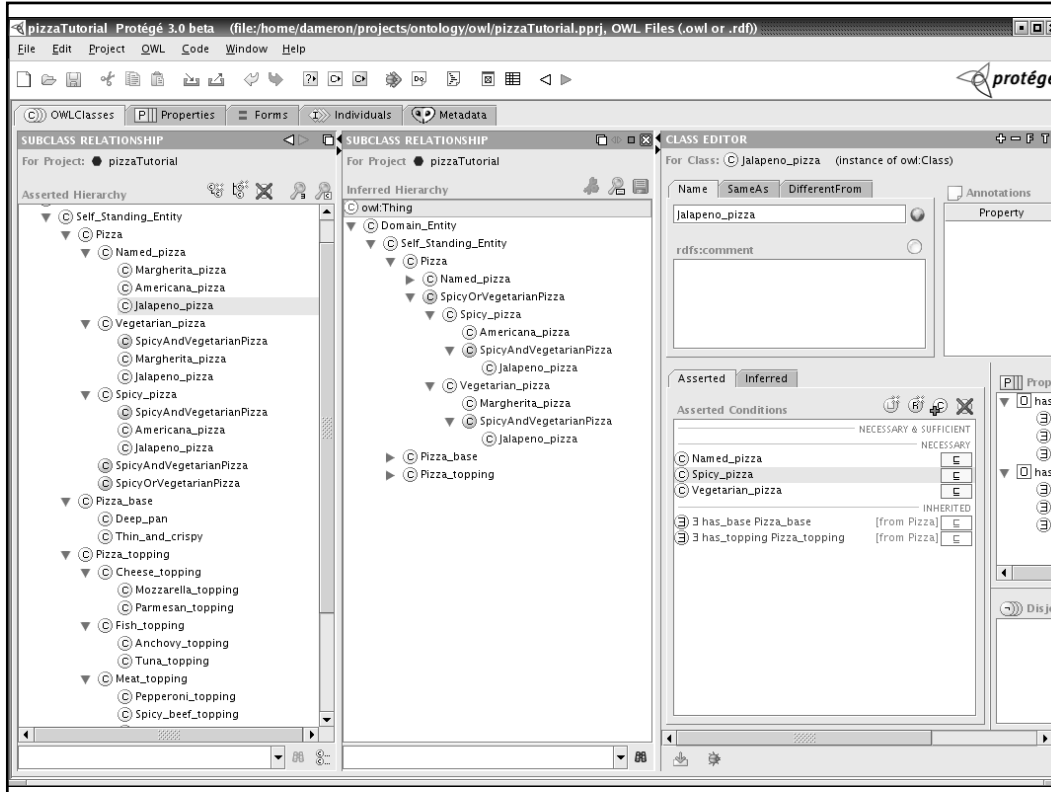 pizzaTutorial Protégé 3.0 beta (file:/home/dameron/projects/ontology/owl/pizzaTutorial.pprj, OWL Files (.owl or .rdf))
File Edit Project OWL Code Window Help
protégé
OWLClasses Properties Forms Individuals Metadata
SUBCLASS RELATIONSHIP
For Project: pizzaTutorial
Asserted Hierarchy
Self_Standing_Entity
Pizza
Named_pizza
Margherita_pizza
Americana_pizza
Jalapeno_pizza
Vegetarian_pizza
SpicyAndVegetarianPizza
Margherita_pizza
Jalapeno_pizza
Spicy_pizza
SpicyAndVegetarianPizza
Americana_pizza
Jalapeno_pizza
SpicyAndVegetarianPizza
SpicyOrVegetarianPizza
Pizza_base
Deep_pan
Thin_and_crispy
Pizza_topping
Cheese_topping
Mozzarella_topping
Parmesan_topping
Fish_topping
Anchovy_topping
Tuna_topping
Meat_topping
Pepperoni_topping
Spicy_beef_topping
SUBCLASS RELATIONSHIP
For Project pizzaTutorial
Inferred Hierarchy
owl:Thing
Domain_Entity
Self_Standing_Entity
Pizza
Named_pizza
SpicyOrVegetarianPizza
Spicy_pizza
Americana_pizza
SpicyAndVegetarianPizza
Jalapeno_pizza
Vegetarian_pizza
Margherita_pizza
SpicyAndVegetarianPizza
Jalapeno_pizza
Pizza_base
Pizza_topping
CLASS EDITOR
For Class: Jalapeno_pizza (instance of owl:Class)
Name SameAs DifferentFrom
Jalapeno_pizza
rdfs:comment
Annotations
Property
Asserted Inferred
Asserted Conditions
NECESSARY & SUFFICIENT
NECESSARY
Named_pizza ⊑
Spicy_pizza ⊑
Vegetarian_pizza ⊑
INHERITED
∃ has_base Pizza_base [from Pizza] ⊑
∃ has_topping Pizza_topping [from Pizza] ⊑
Prop
has
has
Disj